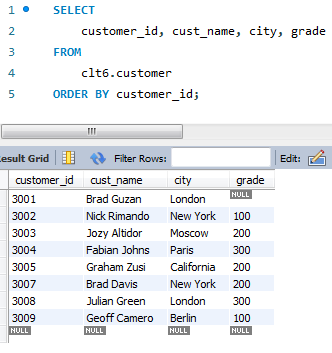 1 SELECT
2 customer_id, cust_name, city, grade
3 FROM
4 clt6.customer
5 ORDER BY customer_id;
Result Grid Filter Rows: Edit:
customer_id cust_name city grade
3001 Brad Guzan London NULL
3002 Nick Rimando New York 100
3003 Jozy Altidor Moscow 200
3004 Fabian Johns Paris 300
3005 Graham Zusi California 200
3007 Brad Davis New York 200
3008 Julian Green London 300
3009 Geoff Camero Berlin 100
NULL NULL NULL NULL